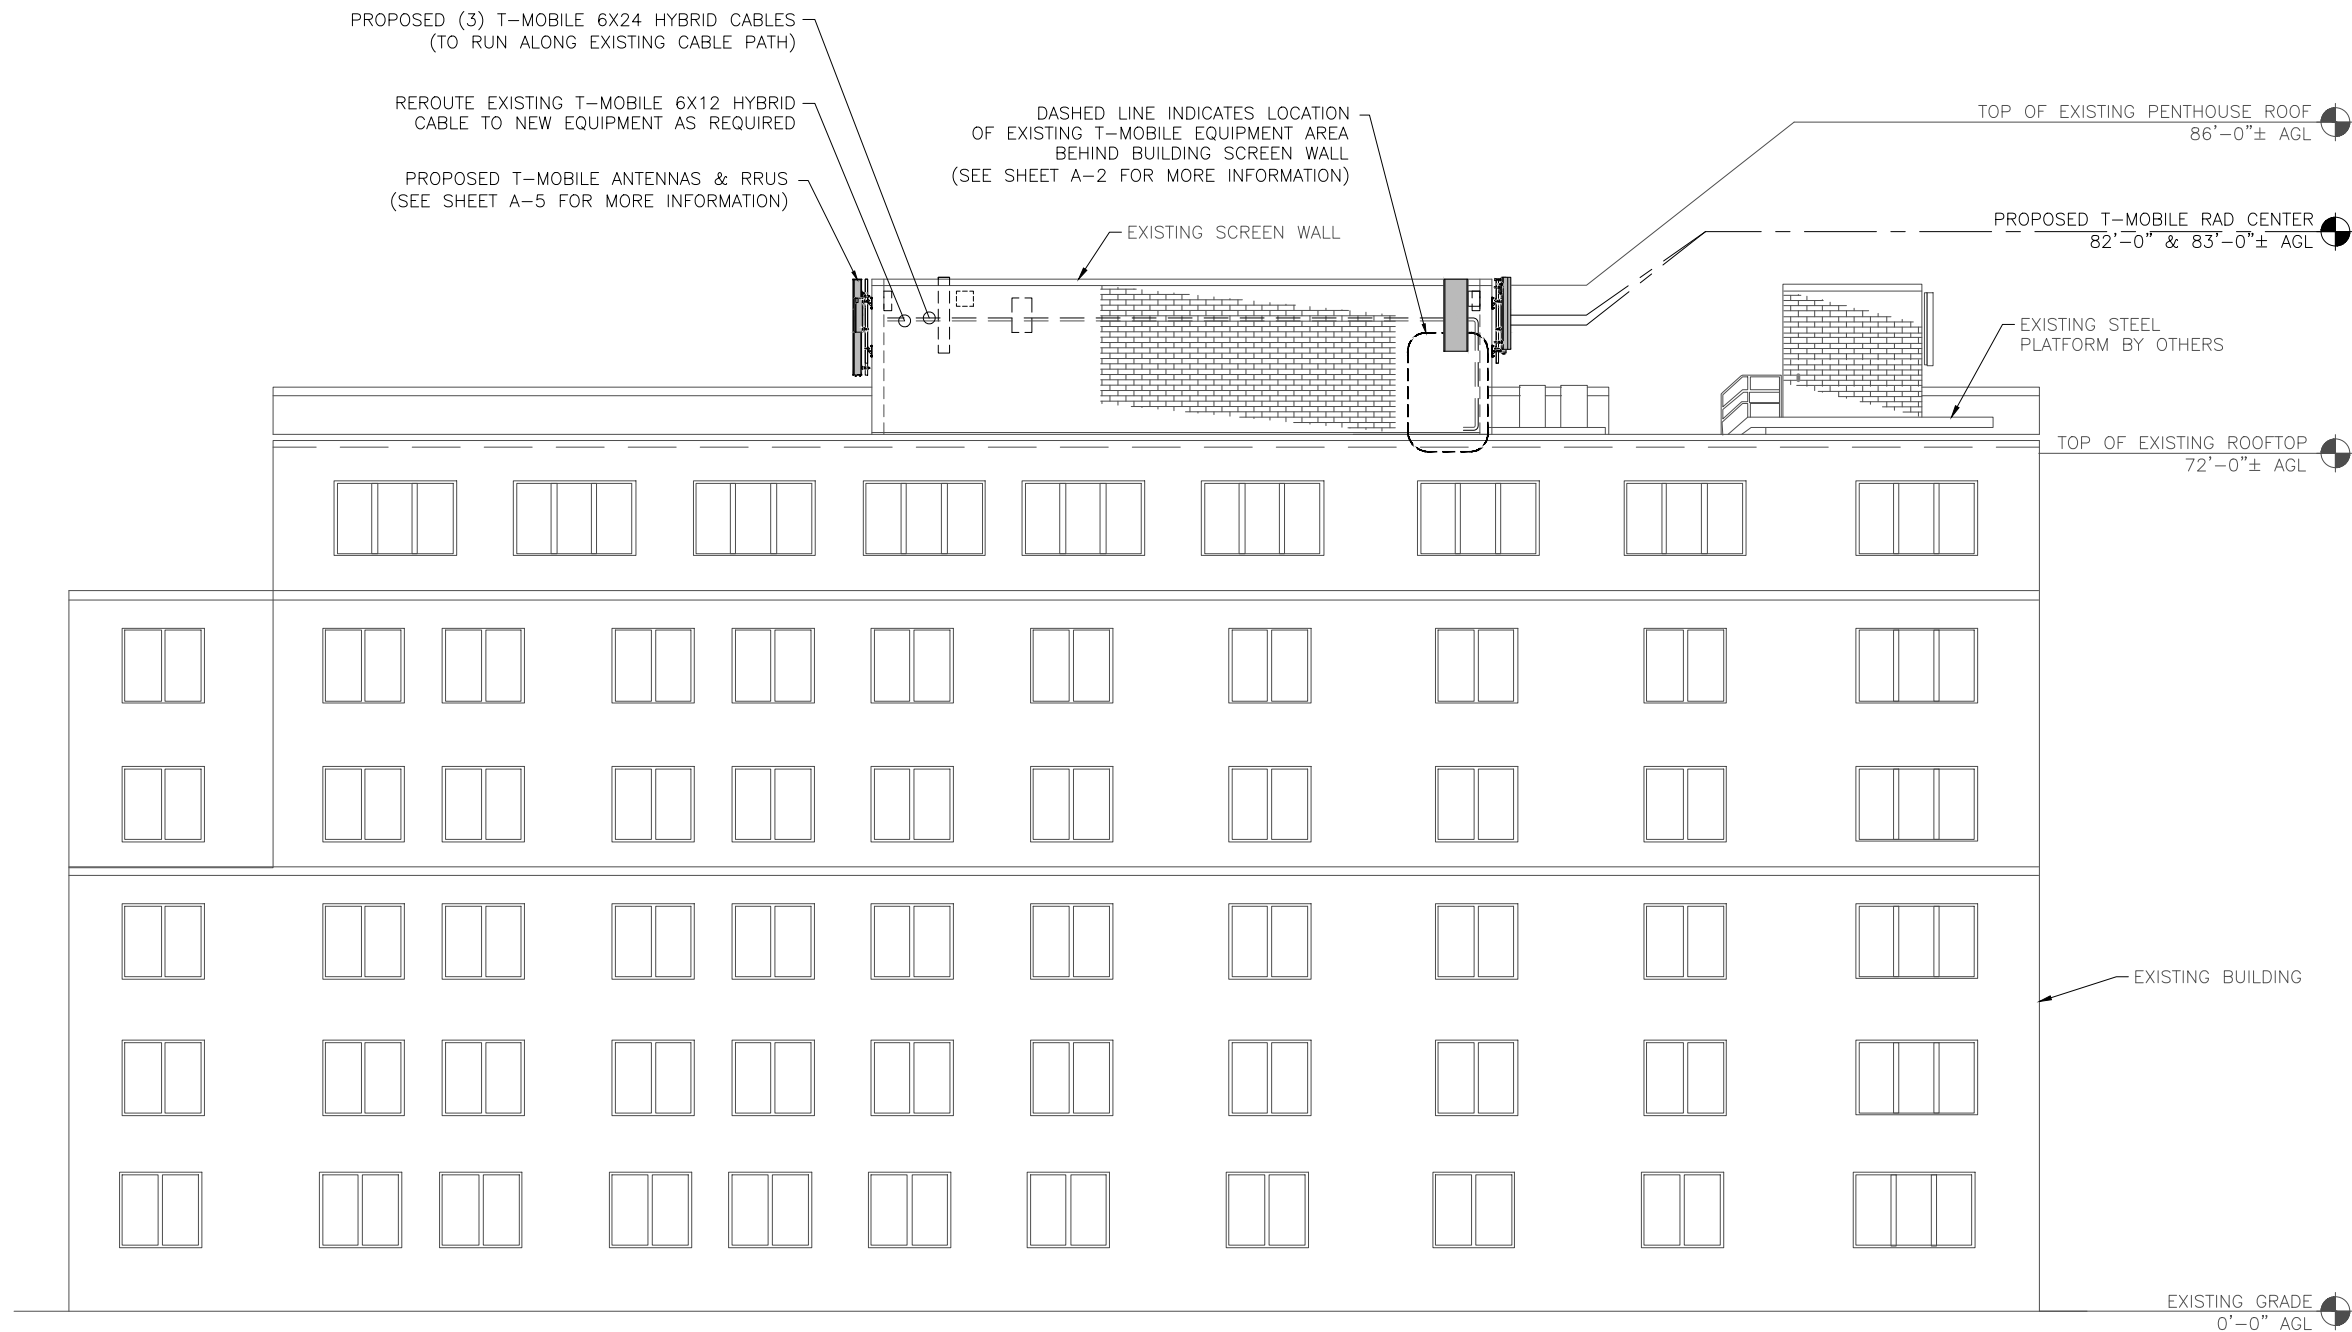 PROPOSED (3) T-MOBILE 6X24 HYBRID CABLES
(TO RUN ALONG EXISTING CABLE PATH)
REROUTE EXISTING T-MOBILE 6X12 HYBRID
CABLE TO NEW EQUIPMENT AS REQUIRED
PROPOSED T-MOBILE ANTENNAS & RRUS
(SEE SHEET A-5 FOR MORE INFORMATION)
DASHED LINE INDICATES LOCATION
OF EXISTING T-MOBILE EQUIPMENT AREA
BEHIND BUILDING SCREEN WALL
(SEE SHEET A-2 FOR MORE INFORMATION)
EXISTING SCREEN WALL
TOP OF EXISTING PENTHOUSE ROOF
86'-0"± AGL
PROPOSED T-MOBILE RAD CENTER
82'-0" & 83'-0"± AGL
EXISTING STEEL
PLATFORM BY OTHERS
TOP OF EXISTING ROOFTOP
72'-0"± AGL
EXISTING BUILDING
EXISTING GRADE
0'-0" AGL